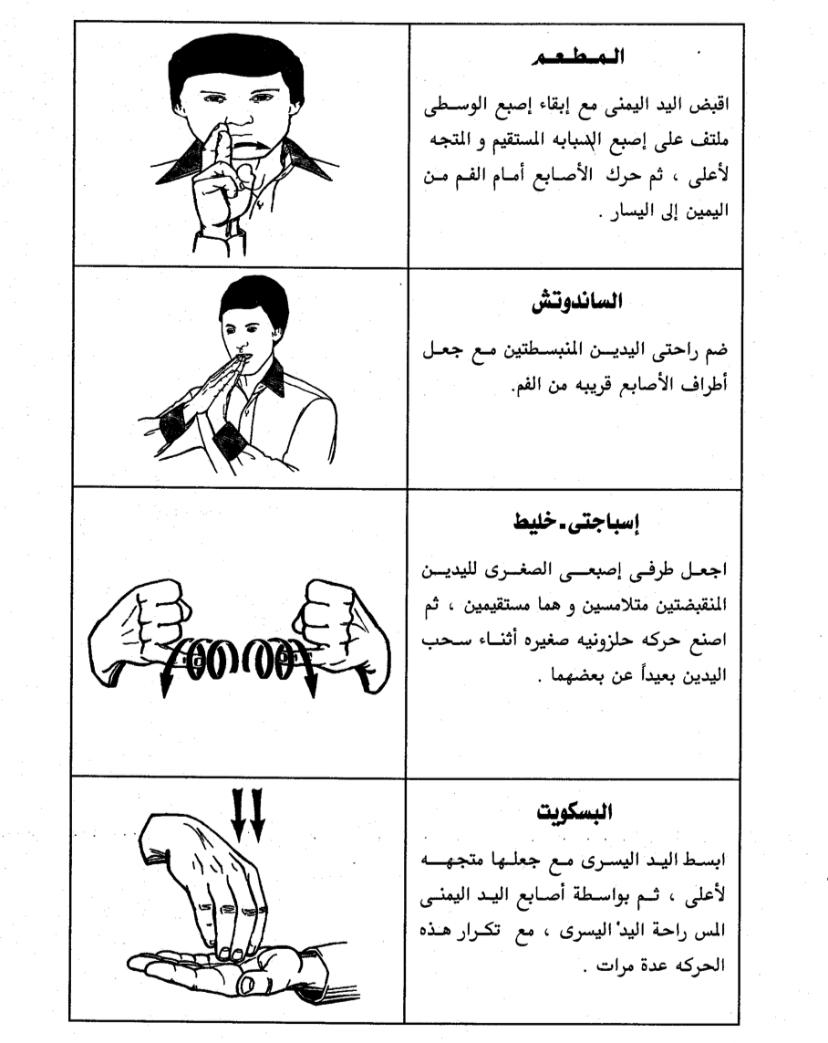 المطعم
اقبض اليد اليمنى مع إبقاء إصبع الوسطى
ملتف على إصبع السبابه المستقيم و المتجه
لأعلى ، ثم حرك الأصابع أمام الفم من
اليمين إلى اليسار .
الساندوتش
ضم راحتى اليدين المنبسطتين مع جعل
أطراف الأصابع قريبه من الفم.
إسباجتى - خليط
اجعل طرفى إصبعى الصغرى لليدين
المنقبضتين متلامسين و هما مستقيمين ، ثم
اصنع حركه حلزونيه صغيره أثناء سحب
اليدين بعيداً عن بعضهما .
البسكويت
ابسط اليد اليسرى مع جعلها متجهه
لأعلى ، ثم بواسطة أصابع اليد اليمنى
المس راحة اليد اليسرى ، مع تكرار هذه
الحركه عدة مرات .